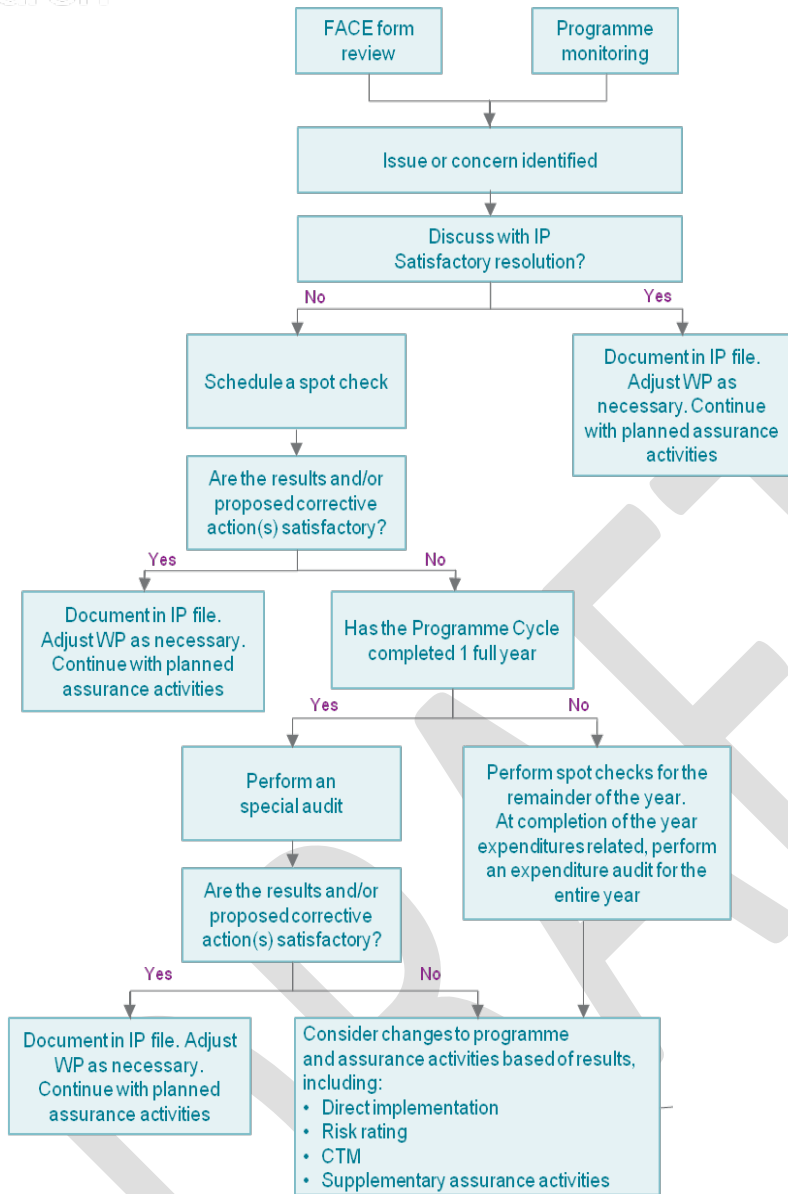 FACE form
review
Programme
monitoring
Issue or concern identified
Discuss with IP
Satisfactory resolution?
No
Yes
Schedule a spot check
Document in IP file.
Adjust WP as
necessary. Continue
with planned assurance
activities
Are the results and/or
proposed corrective
action(s) satisfactory?
Yes
No
Document in IP file.
Adjust WP as necessary.
Continue with planned
assurance activities
Has the Programme Cycle
completed 1 full year
Yes
No
Perform an
special audit
Perform spot checks for the
remainder of the year.
At completion of the year
expenditures related, perform
an expenditure audit for the
entire year
Are the results and/or
proposed corrective
action(s) satisfactory?
Yes
No
Document in IP file. Adjust
WP as necessary.
Continue with planned
assurance activities
Consider changes to programme
and assurance activities based of results,
including:
• Direct implementation
• Risk rating
• CTM
• Supplementary assurance activities
DRAFT